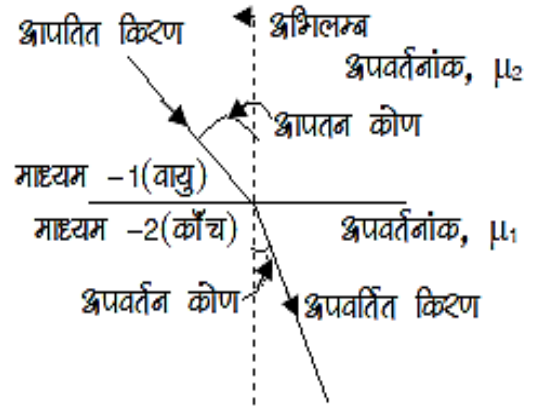 आपतित किरण
अभिलम्ब
अपवर्तनांक, μ₂
आपतन कोण
माध्यम -1(वायु)
माध्यम -2(काँच)
अपवर्तनांक, μ₁
अपवर्तन कोण
अपवर्तित किरण